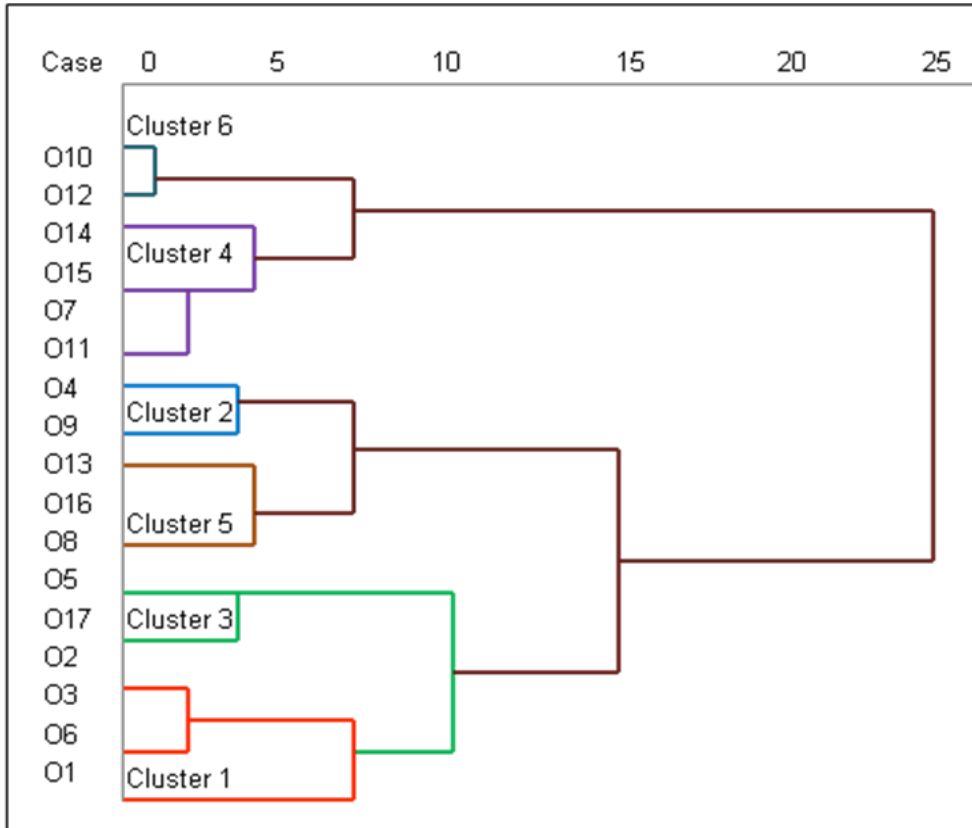 Case 0 5 10 15 20 25
Cluster 6
O10
O12
O14
Cluster 4
O15
O7
O11
O4
Cluster 2
O9
O13
O16
Cluster 5
O8
O5
O17
Cluster 3
O2
O3
O6
O1
Cluster 1